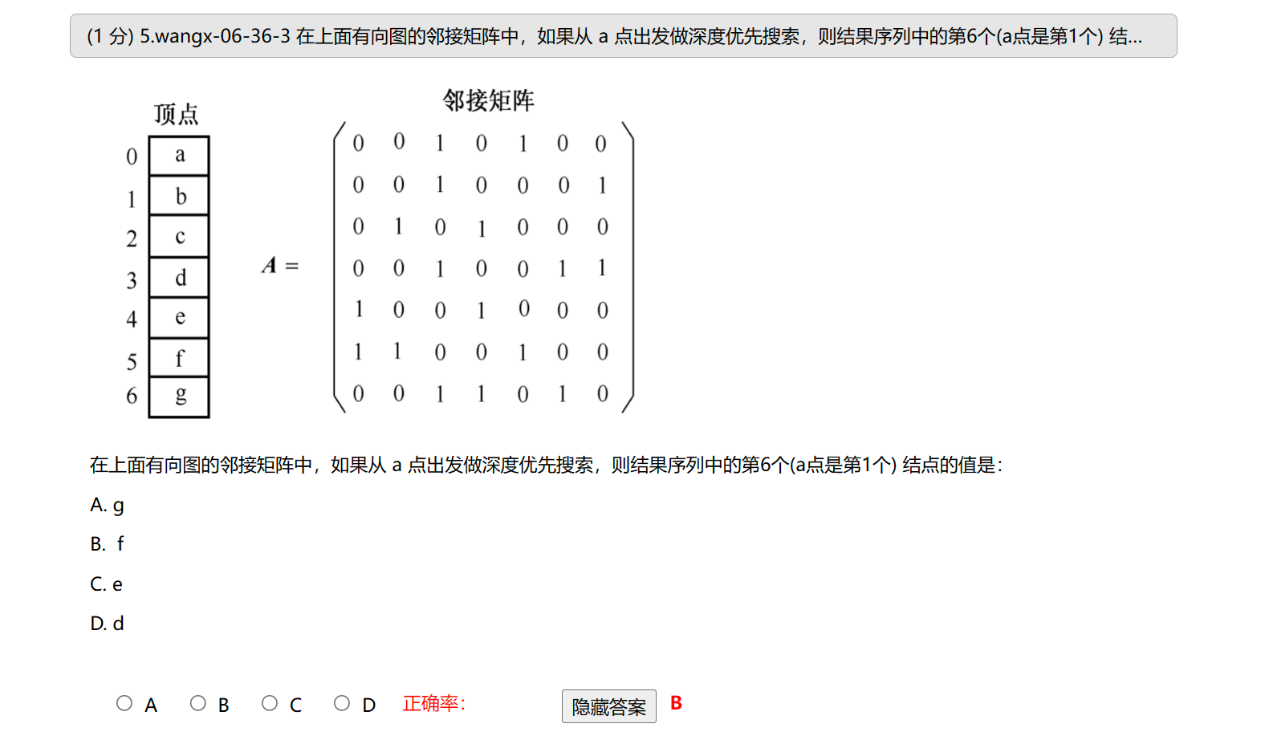 (1 分) 5.wangx-06-36-3 在上面有向图的邻接矩阵中，如果从 a 点出发做深度优先搜索，则结果序列中的第6个(a点是第1个) 结...
顶点
邻接矩阵
0 a
1 b
2 c
3 d
4 e
5 f
6 g
A =
0 0 1 0 1 0 0
0 0 1 0 0 0 1
0 1 0 1 0 0 0
0 0 1 0 0 1 1
1 0 0 1 0 0 0
1 1 0 0 1 0 0
0 0 1 1 0 1 0
在上面有向图的邻接矩阵中，如果从 a 点出发做深度优先搜索，则结果序列中的第6个(a点是第1个) 结点的值是：
A. g
B. f
C. e
D. d
A B C D 正确率： 隐藏答案 B